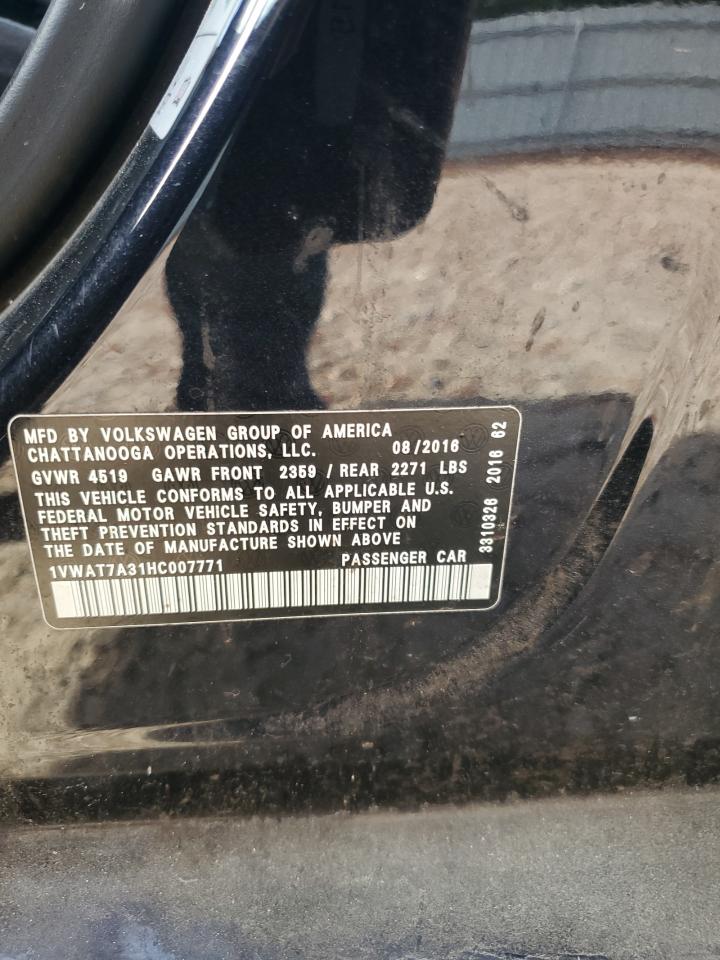 MFD BY VOLKSWAGEN GROUP OF AMERICA
CHATTANOOGA OPERATIONS, LLC. 08/2016
GVWR 4519 GAWR FRONT 2359 / REAR 2271 LBS
THIS VEHICLE CONFORMS TO ALL APPLICABLE U.S.
FEDERAL MOTOR VEHICLE SAFETY, BUMPER AND
THEFT PREVENTION STANDARDS IN EFFECT ON
THE DATE OF MANUFACTURE SHOWN ABOVE
1VWAT7A31HC007771 PASSENGER CAR
3310326 2016 62